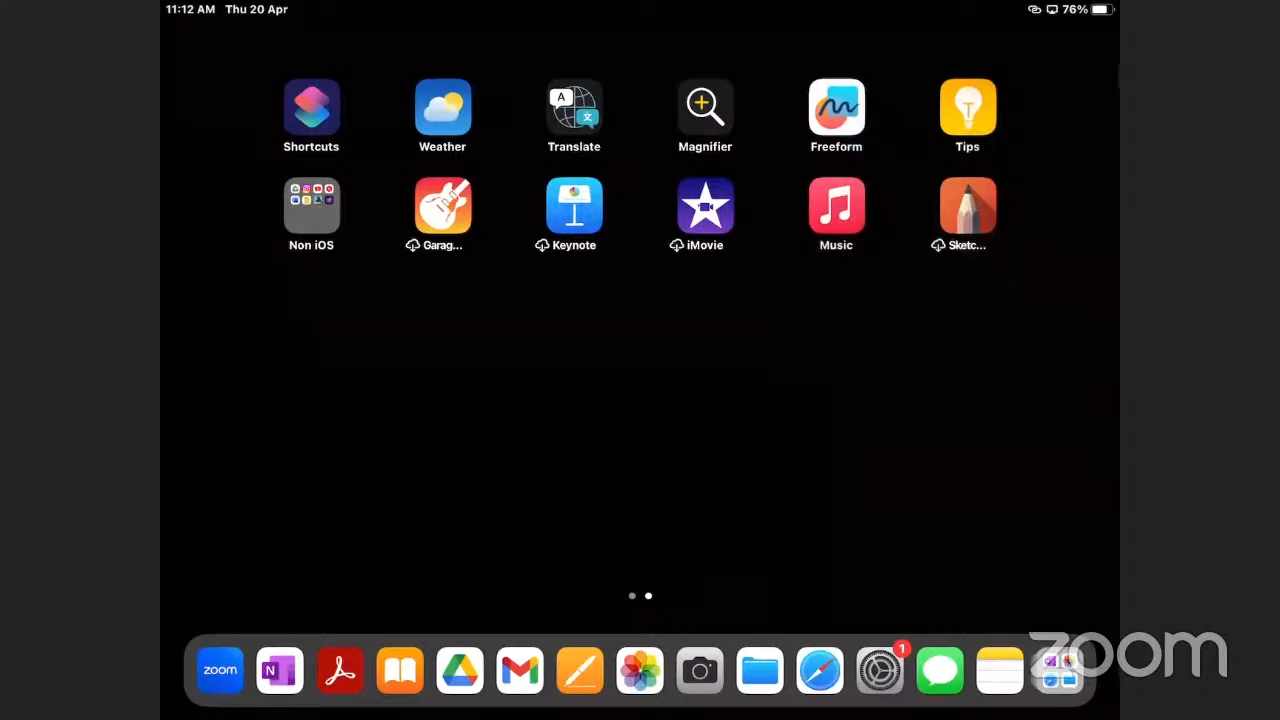 11:12 AM Thu 20 Apr 76%
Shortcuts Weather Translate Magnifier Freeform Tips
Non iOS Garag... Keynote iMovie Music Sketc...
1
zoom
zoom